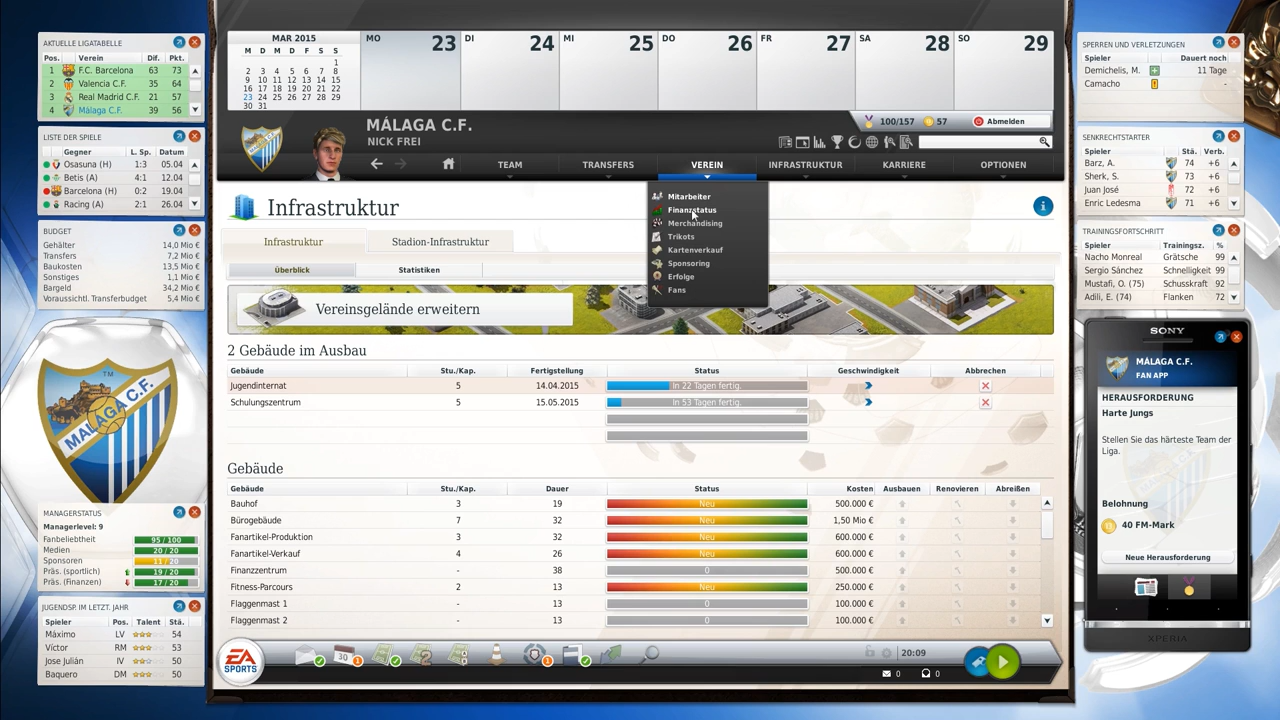 AKTUELLE LIGATABELLE
Pos. Verein Dif. Pkt.
1 F.C. Barcelona 63 73
2 Valencia C.F. 35 64
3 Real Madrid C.F. 21 57
4 Málaga C.F. 39 56
LISTE DER SPIELE
Gegner L. Sp. Datum
Osasuna (H) 1:3 05.04
Betis (A) 4:1 12.04
Barcelona (H) 0:2 19.04
Racing (A) 2:1 26.04
BUDGET
Gehälter 14,0 Mio €
Transfers 7,2 Mio €
Baukosten 13,5 Mio €
Sonstiges 1,1 Mio €
Bargeld 34,2 Mio €
Voraussichtl. Transferbudget 5,4 Mio €
TM
MÁLAGA C.F.
MANAGERSTATUS
Managerlevel: 9
Fanbeliebtheit 95 / 100
Medien 20 / 20
Sponsoren 11 / 20
Präs. (sportlich) 19 / 20
Präs. (Finanzen) 17 / 20
JUGENDSP. IM LETZT. JAHR
Spieler Pos. Talent Stä.
Máximo LV 54
Víctor RM 53
Jose Julián IV 50
Baquero DM 50
MAR 2015
M D M D F S S
1
2 3 4 5 6 7 8
9 10 11 12 13 14 15
16 17 18 19 20 21 22
23 24 25 26 27 28 29
30 31
MO 23 DI 24 MI 25 DO 26 FR 27 SA 28 SO 29
MÁLAGA C.F.
NICK FREI
100/157 57 Abmelden
TEAM TRANSFERS VEREIN INFRASTRUKTUR KARRIERE OPTIONEN
Mitarbeiter
Finanzstatus
Merchandising
Trikots
Kartenverkauf
Sponsoring
Erfolge
Fans
Infrastruktur
Infrastruktur Stadion-Infrastruktur
Überblick Statistiken
Vereinsgelände erweitern
2 Gebäude im Ausbau
Gebäude Stu./Kap. Fertigstellung Status Geschwindigkeit Abbrechen
Jugendinternat 5 14.04.2015 In 22 Tagen fertig.
Schulungszentrum 5 15.05.2015 In 53 Tagen fertig.
Gebäude
Gebäude Stu./Kap. Dauer Status Kosten Ausbauen Renovieren Abreißen
Bauhof 3 19 Neu 500.000 €
Bürogebäude 7 32 Neu 1,50 Mio €
Fanartikel-Produktion 3 32 Neu 600.000 €
Fanartikel-Verkauf 4 26 Neu 600.000 €
Finanzzentrum - 38 0 500.000 €
Fitness-Parcours 2 13 Neu 250.000 €
Flaggenmast 1 - 13 0 100.000 €
Flaggenmast 2 - 13 0 100.000 €
EA SPORTS
30 1 2 1
20:09
0 0
SPERREN UND VERLETZUNGEN
Spieler Dauert noch
Demichelis, M. 11 Tage
Camacho -
SENKRECHTSTARTER
Spieler Stä. Verb.
Barz, A. 74 +6
Sherk, S. 73 +6
Juan José 72 +6
Enric Ledesma 71 +6
TRAININGSFORTSCHRITT
Spieler Trainingsz. %
Nacho Monreal Grätsche 99
Sergio Sánchez Schnelligkeit 99
Mustafi, O. (75) Schusskraft 92
Adili, E. (74) Flanken 72
SONY
MÁLAGA C.F.
FAN APP
HERAUSFORDERUNG
Harte Jungs
Stellen Sie das härteste Team der
Liga.
Belohnung
40 FM-Mark
Neue Herausforderung
XPERIA